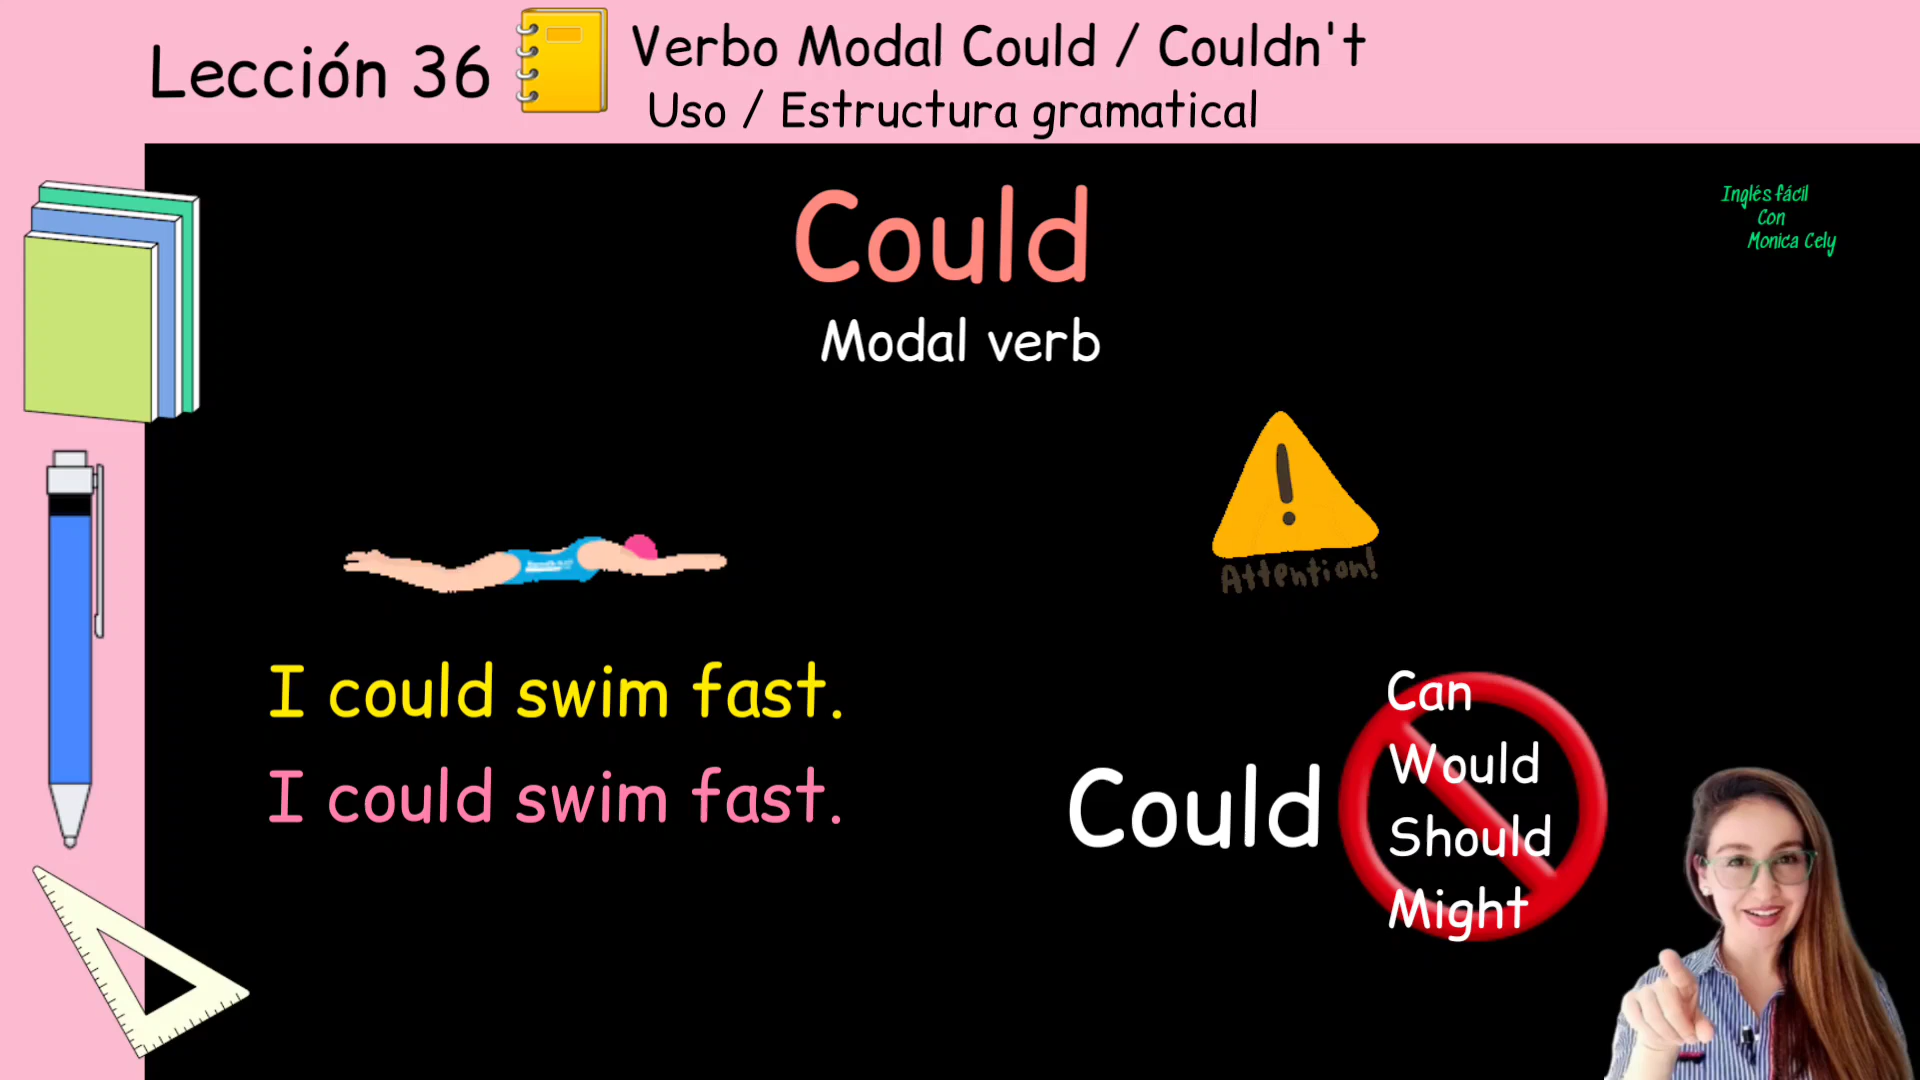 Lección 36
Verbo Modal Could / Couldn't
Uso / Estructura gramatical
Inglés fácil
Con
Monica Cely
Could
Modal verb
Attention!
I could swim fast.
I could swim fast.
Could
Can
Would
Should
Might